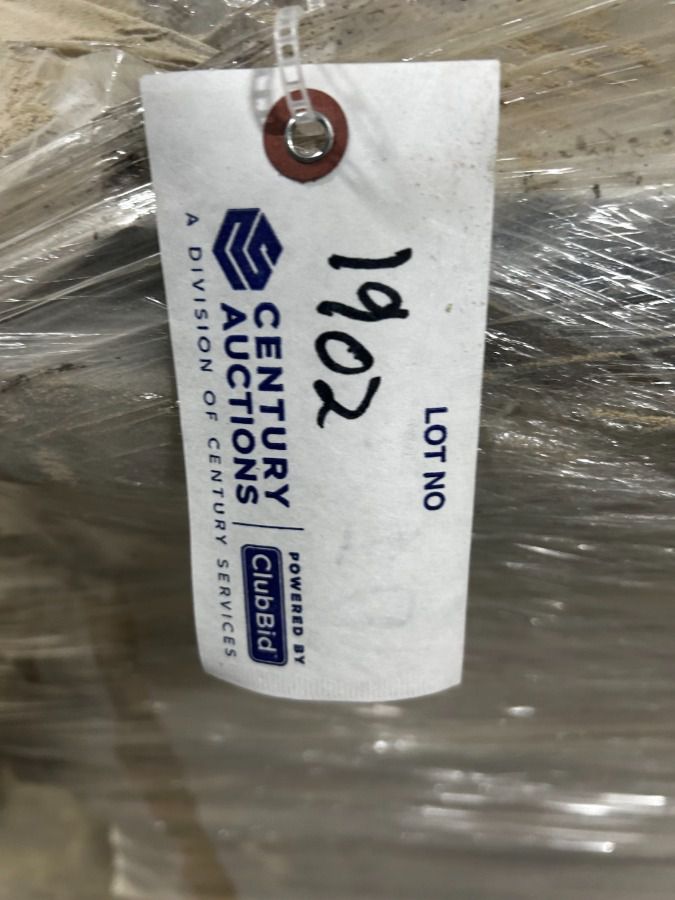 LOT NO
1902
CENTURY
AUCTIONS
A DIVISION OF CENTURY SERVICES
POWERED BY
ClubBid